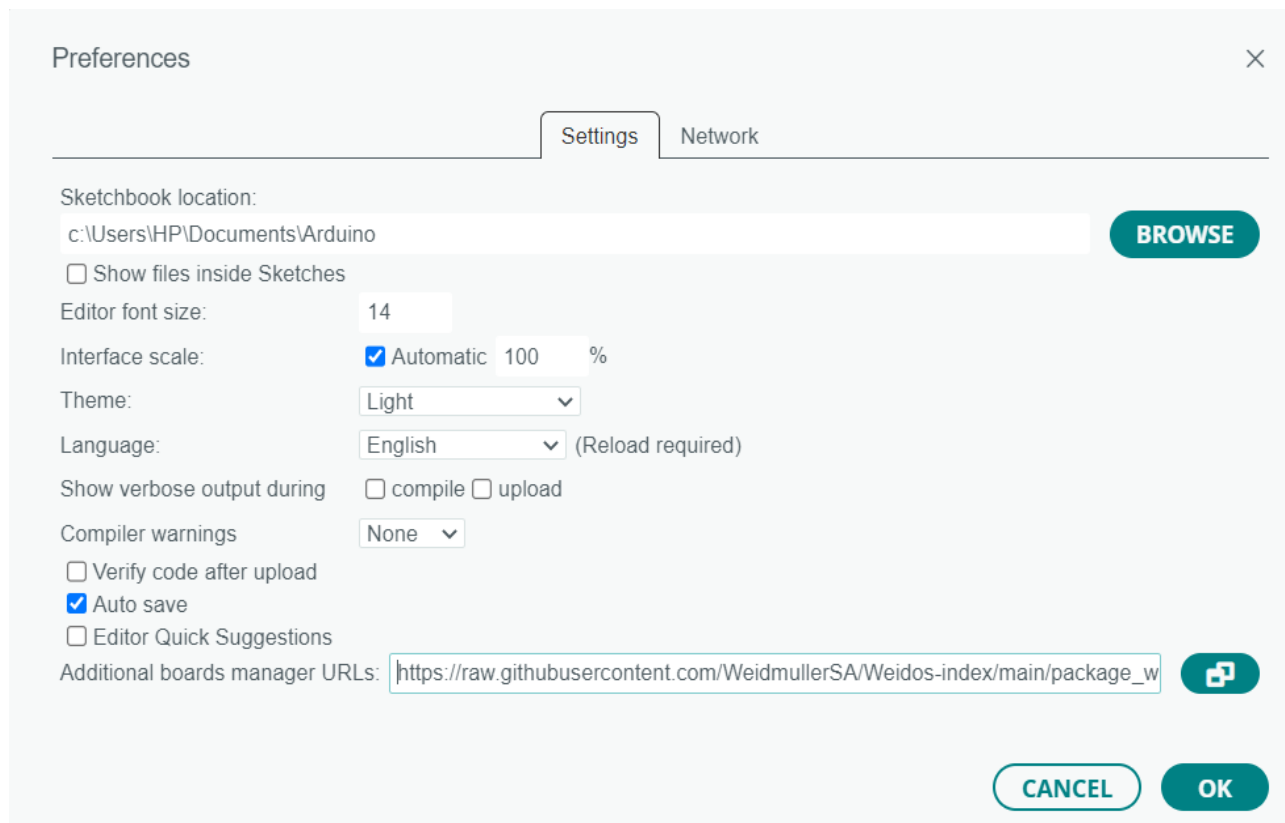 Preferences
Settings Network
Sketchbook location:
c:\Users\HP\Documents\Arduino BROWSE
Show files inside Sketches
Editor font size: 14
Interface scale: Automatic 100 %
Theme: Light
Language: English (Reload required)
Show verbose output during compile upload
Compiler warnings None
Verify code after upload
Auto save
Editor Quick Suggestions
Additional boards manager URLs: https://raw.githubusercontent.com/WeidmullerSA/Weidos-index/main/package_w
CANCEL OK